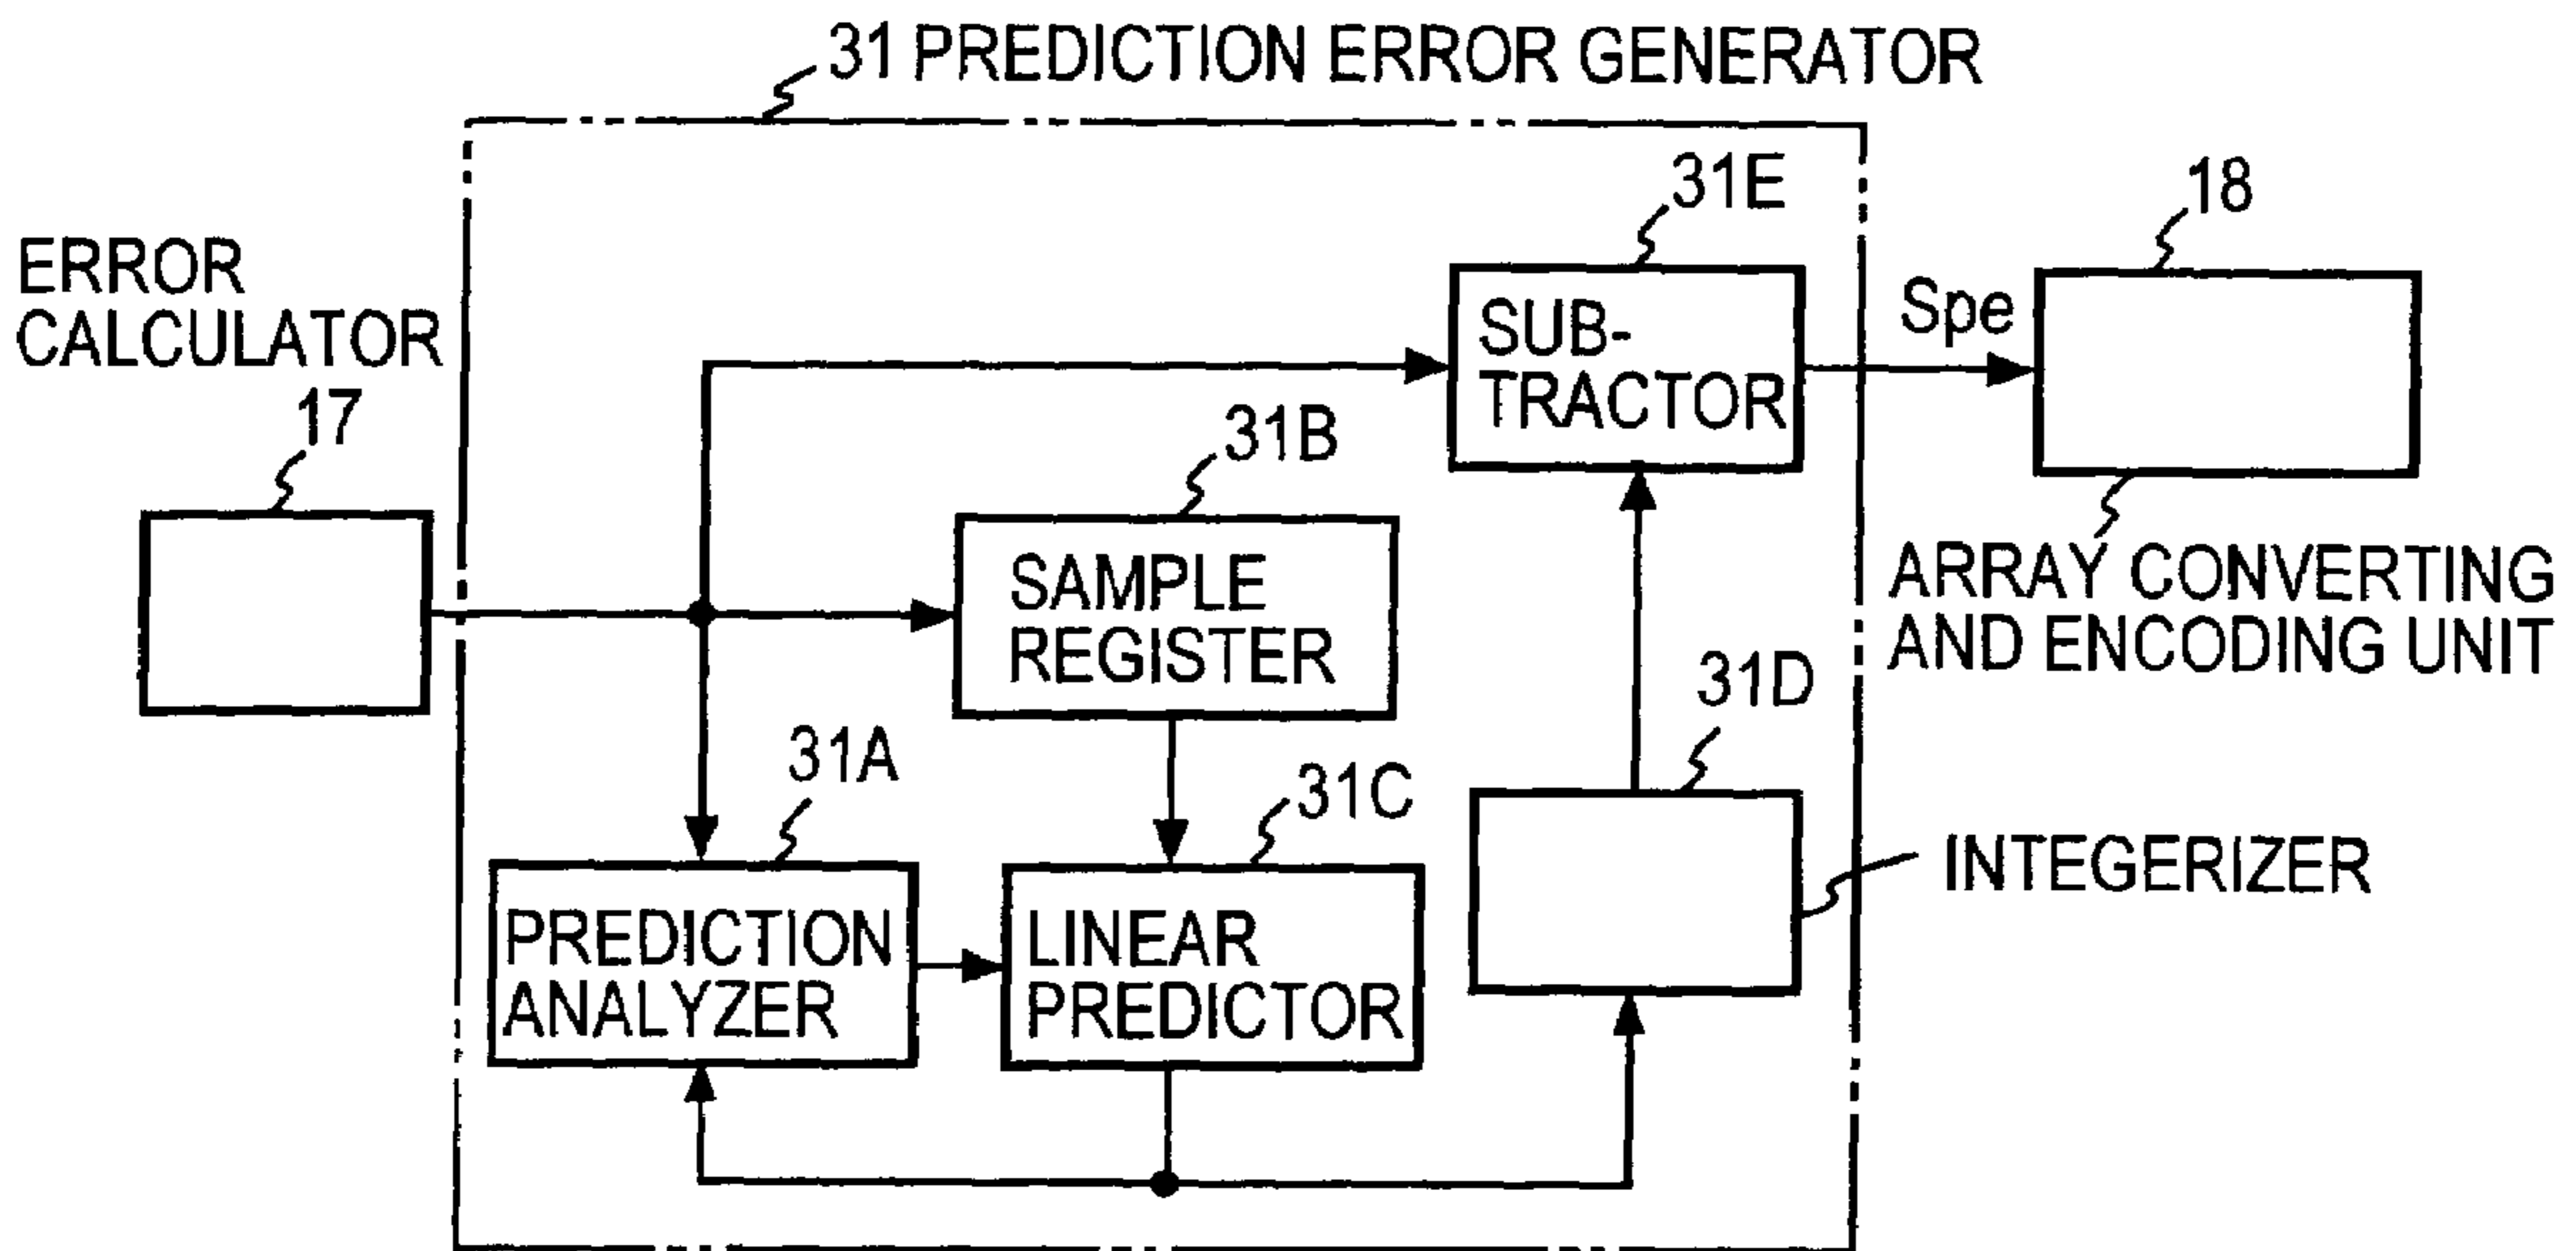 31 PREDICTION ERROR GENERATOR
31E
18
ERROR
CALCULATOR
17
SUB-
TRACTOR
Spe
31B
SAMPLE
REGISTER
ARRAY CONVERTING
AND ENCODING UNIT
31D
31A
31C
INTEGERIZER
PREDICTION
ANALYZER
LINEAR
PREDICTOR